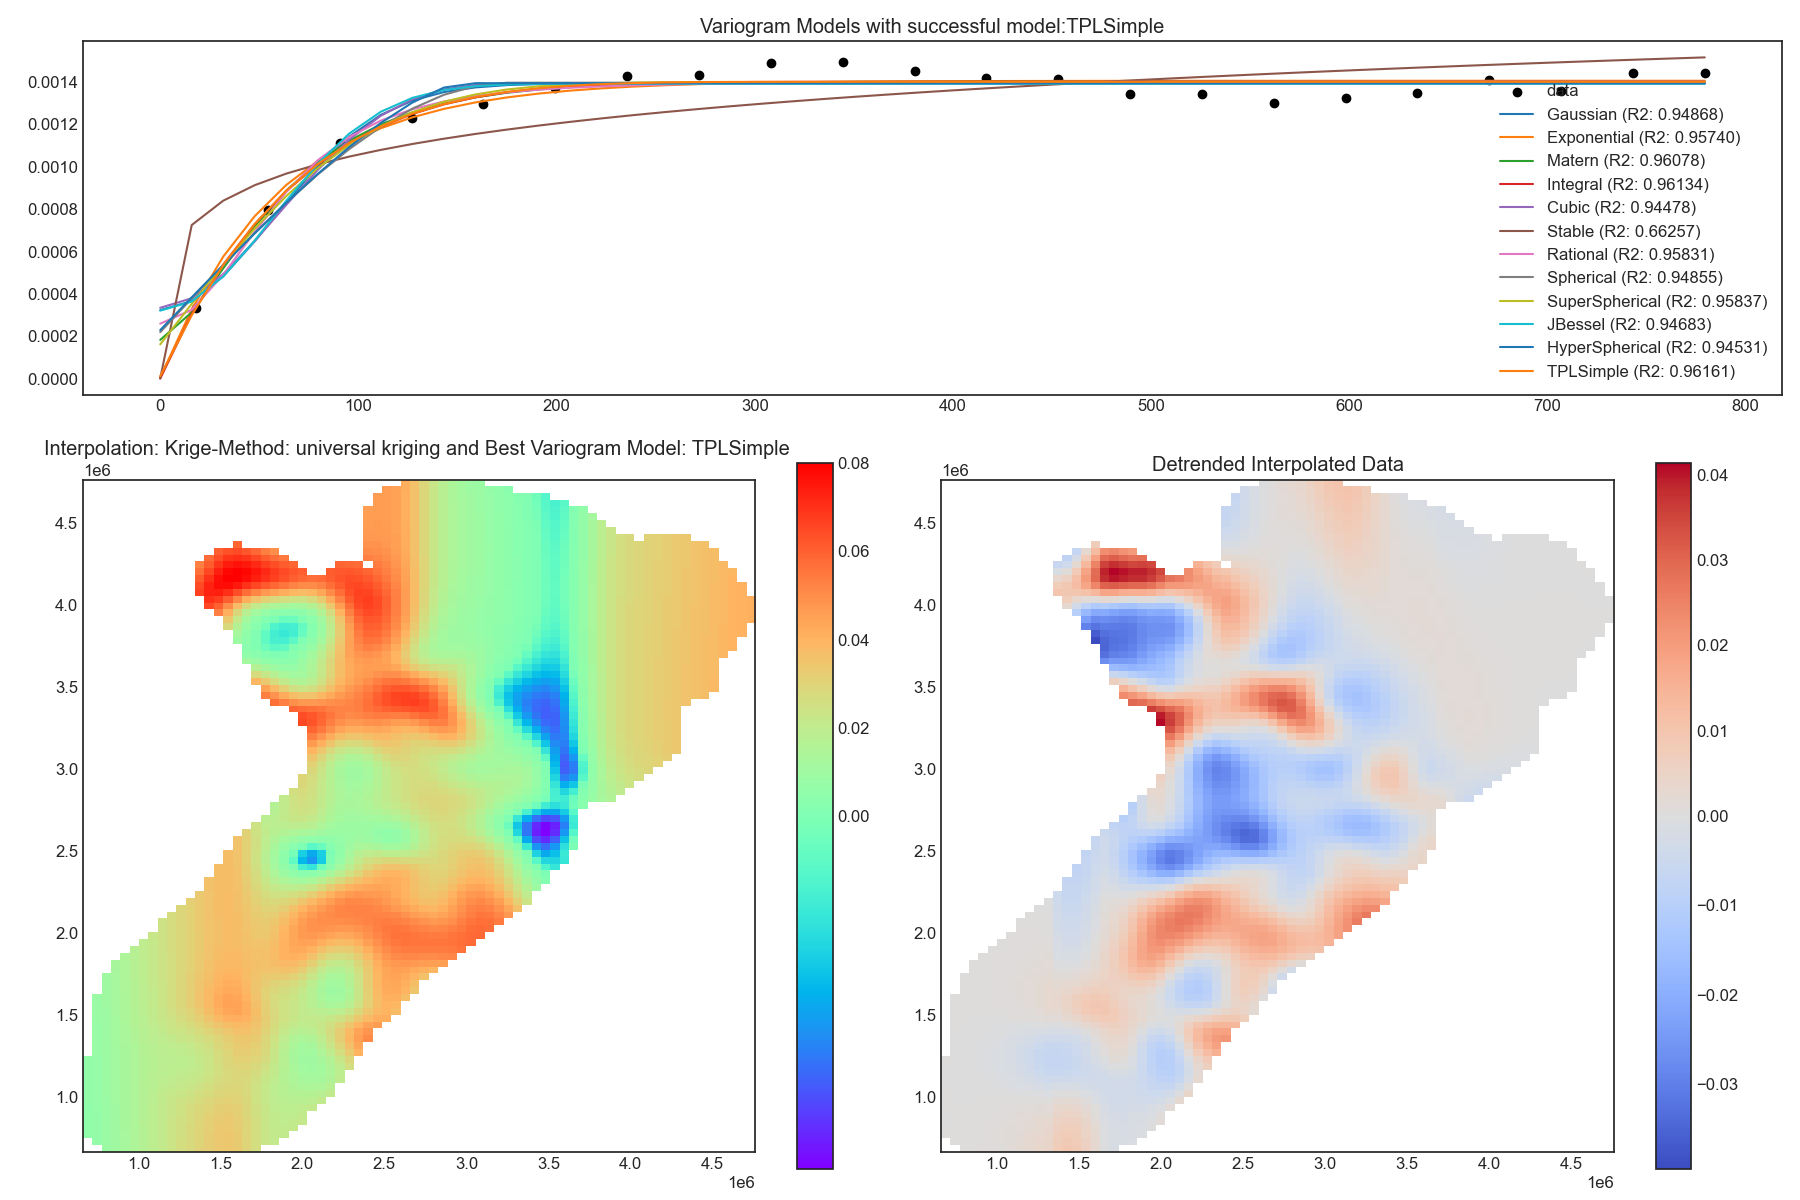 Variogram Models with successful model:TPLSimple
0.0014
0.0012
0.0010
0.0008
0.0006
0.0004
0.0002
0.0000
data
Gaussian (R2: 0.94868)
Exponential (R2: 0.95740)
Matern (R2: 0.96078)
Integral (R2: 0.96134)
Cubic (R2: 0.94478)
Stable (R2: 0.66257)
Rational (R2: 0.95831)
Spherical (R2: 0.94855)
SuperSpherical (R2: 0.95837)
JBessel (R2: 0.94683)
HyperSpherical (R2: 0.94531)
TPLSimple (R2: 0.96161)
0 100 200 300 400 500 600 700 800
Interpolation: Krige-Method: universal kriging and Best Variogram Model: TPLSimple
1e6
4.5
4.0
3.5
3.0
2.5
2.0
1.5
1.0
1.0 1.5 2.0 2.5 3.0 3.5 4.0 4.5
1e6
0.08
0.06
0.04
0.02
0.00
Detrended Interpolated Data
1e6
4.5
4.0
3.5
3.0
2.5
2.0
1.5
1.0
1.0 1.5 2.0 2.5 3.0 3.5 4.0 4.5
1e6
0.04
0.03
0.02
0.01
0.00
−0.01
−0.02
−0.03